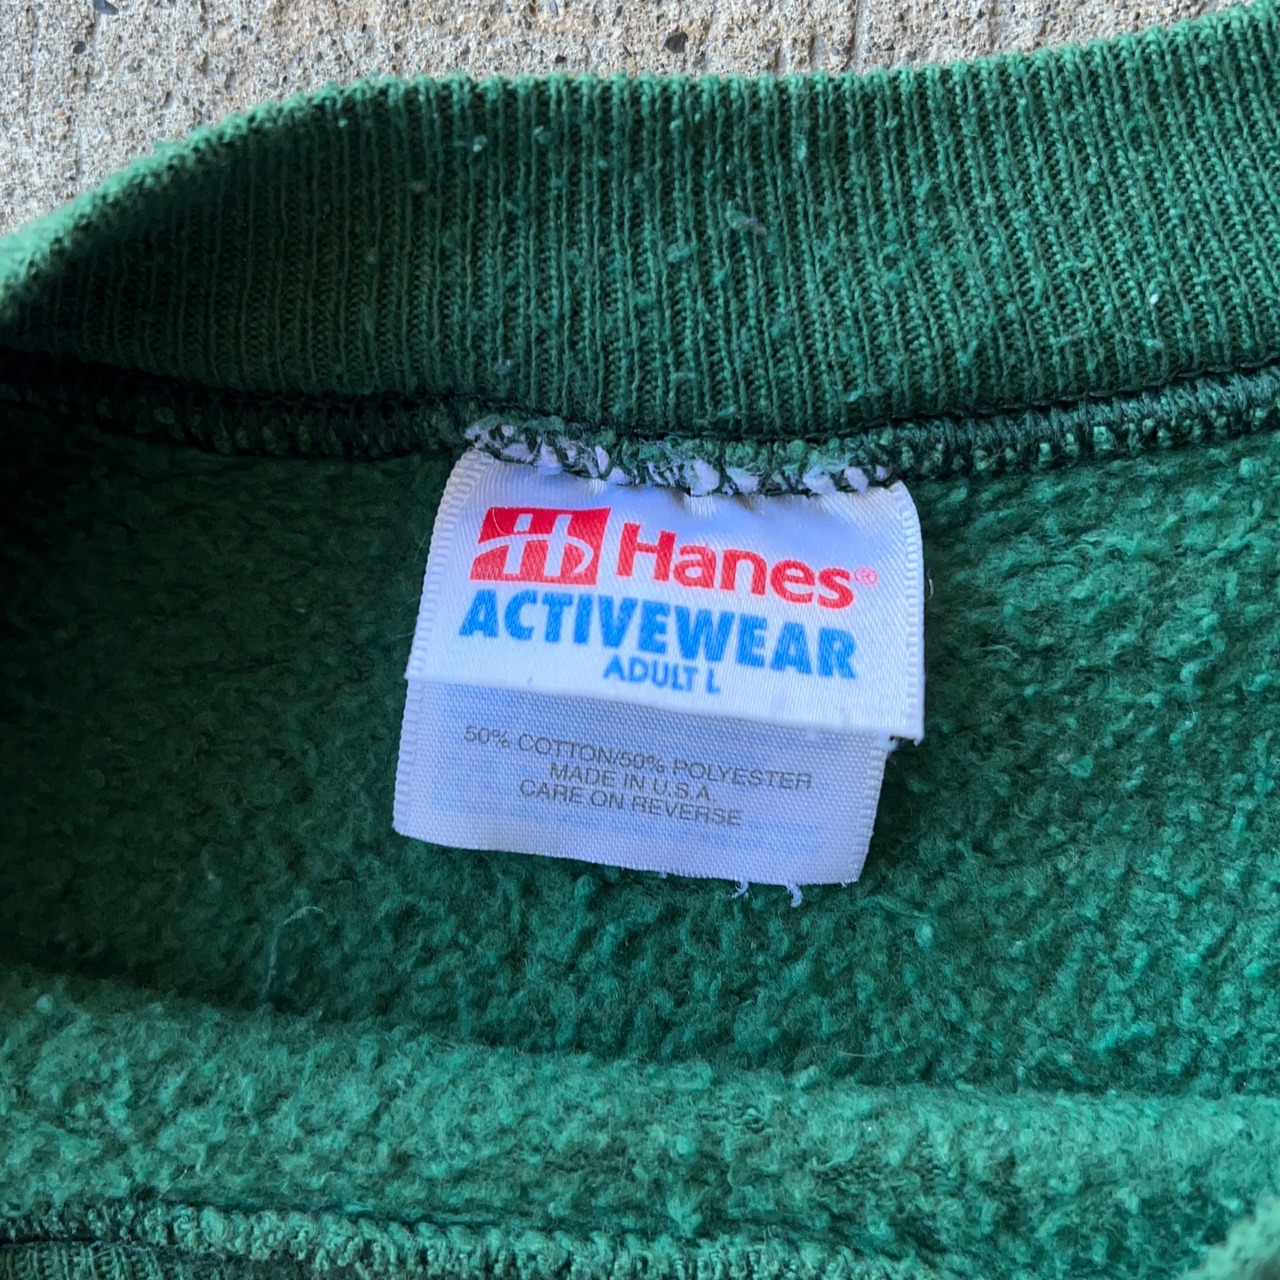 Hanes®
ACTIVEWEAR
ADULT L
50% COTTON/50% POLYESTER
MADE IN U.S.A.
CARE ON REVERSE